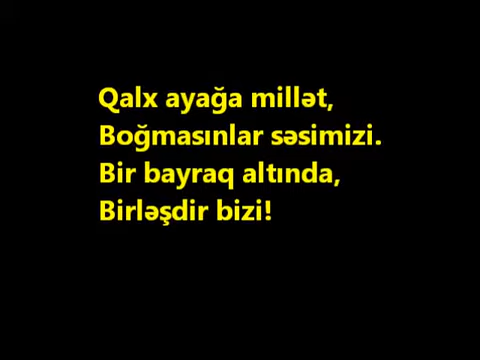 Qalx ayağa millət,
Boğmasınlar səsimizi.
Bir bayraq altında,
Birləşdir bizi!